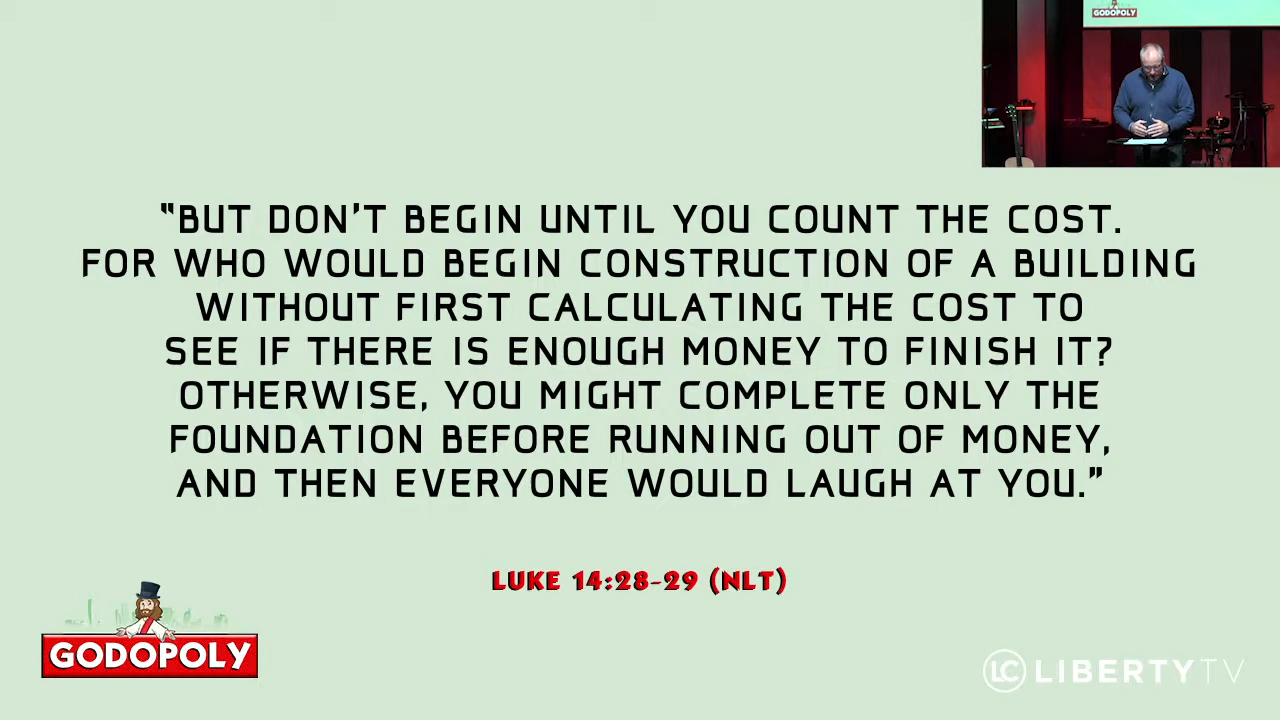 GODOPOLY
“BUT DON’T BEGIN UNTIL YOU COUNT THE COST.
FOR WHO WOULD BEGIN CONSTRUCTION OF A BUILDING
WITHOUT FIRST CALCULATING THE COST TO
SEE IF THERE IS ENOUGH MONEY TO FINISH IT?
OTHERWISE, YOU MIGHT COMPLETE ONLY THE
FOUNDATION BEFORE RUNNING OUT OF MONEY,
AND THEN EVERYONE WOULD LAUGH AT YOU.”
LUKE 14:28-29 (NLT)
GODOPOLY
LC LIBERTYTV